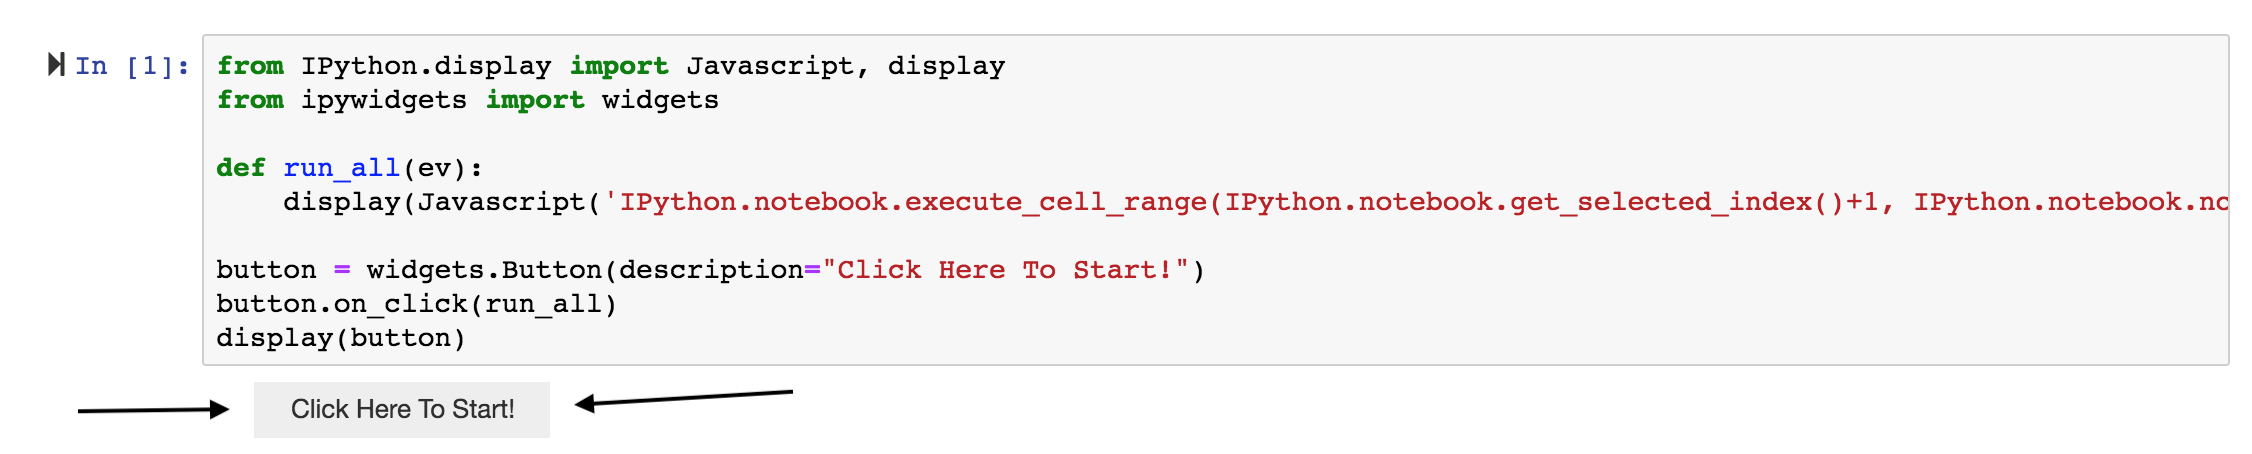 In [1]:
from IPython.display import Javascript, display
from ipywidgets import widgets
def run_all(ev):
    display(Javascript('IPython.notebook.execute_cell_range(IPython.notebook.get_selected_index()+1, IPython.notebook.nc
button = widgets.Button(description="Click Here To Start!")
button.on_click(run_all)
display(button)
Click Here To Start!